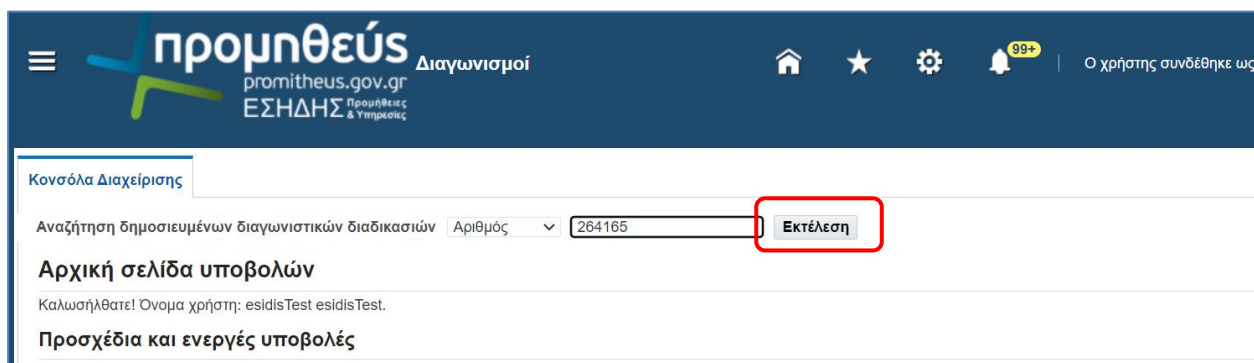 προμηθεύς
promitheus.gov.gr
ΕΣΗΔΗΣ Προμήθειες & Υπηρεσίες
Διαγωνισμοί
99+
Ο χρήστης συνδέθηκε ως
Κονσόλα Διαχείρισης
Αναζήτηση δημοσιευμένων διαγωνιστικών διαδικασιών Αριθμός 264165 Εκτέλεση
Αρχική σελίδα υποβολών
Καλωσήλθατε! Όνομα χρήστη: esidisTest esidisTest.
Προσχέδια και ενεργές υποβολές